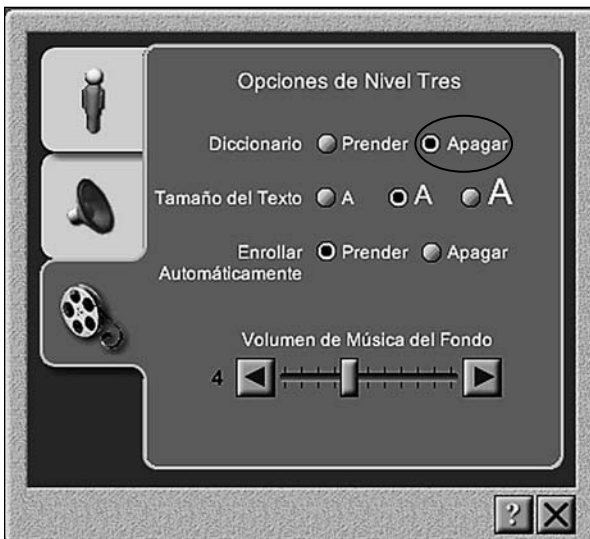 Opciones de Nivel Tres
Diccionario Prender Apagar
Tamaño del Texto A A A
Enrollar Prender Apagar
Automáticamente
Volumen de Música del Fondo
4
?